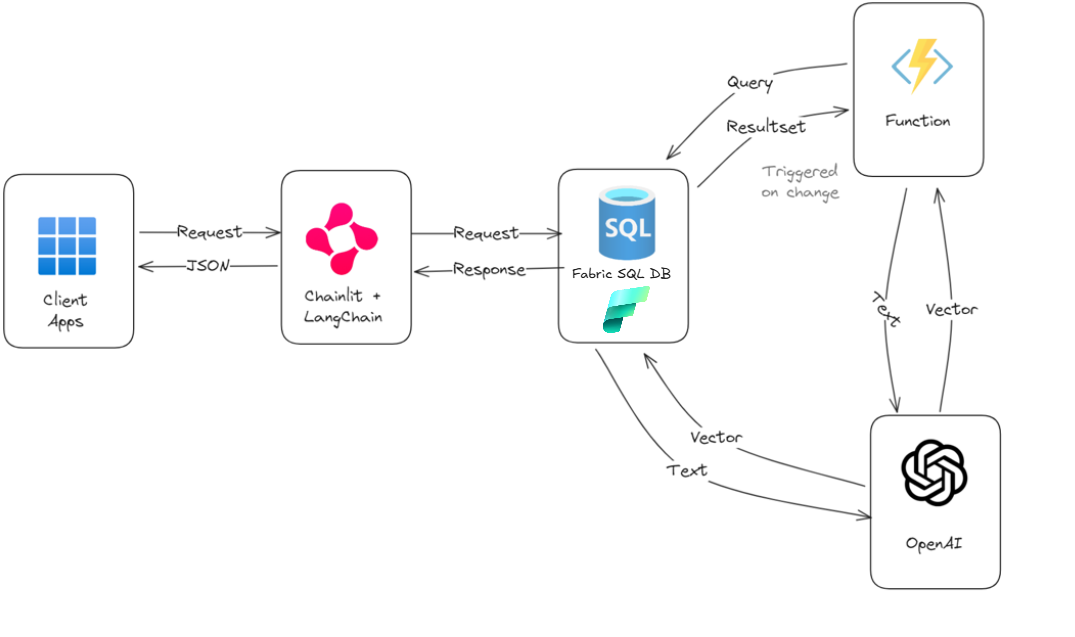 Query
Resultset
Function
Triggered
on change
Request
JSON
Client
Apps
Chainlit +
LangChain
Request
Response
SQL
Fabric SQL DB
Text
Vector
Vector
Text
OpenAI